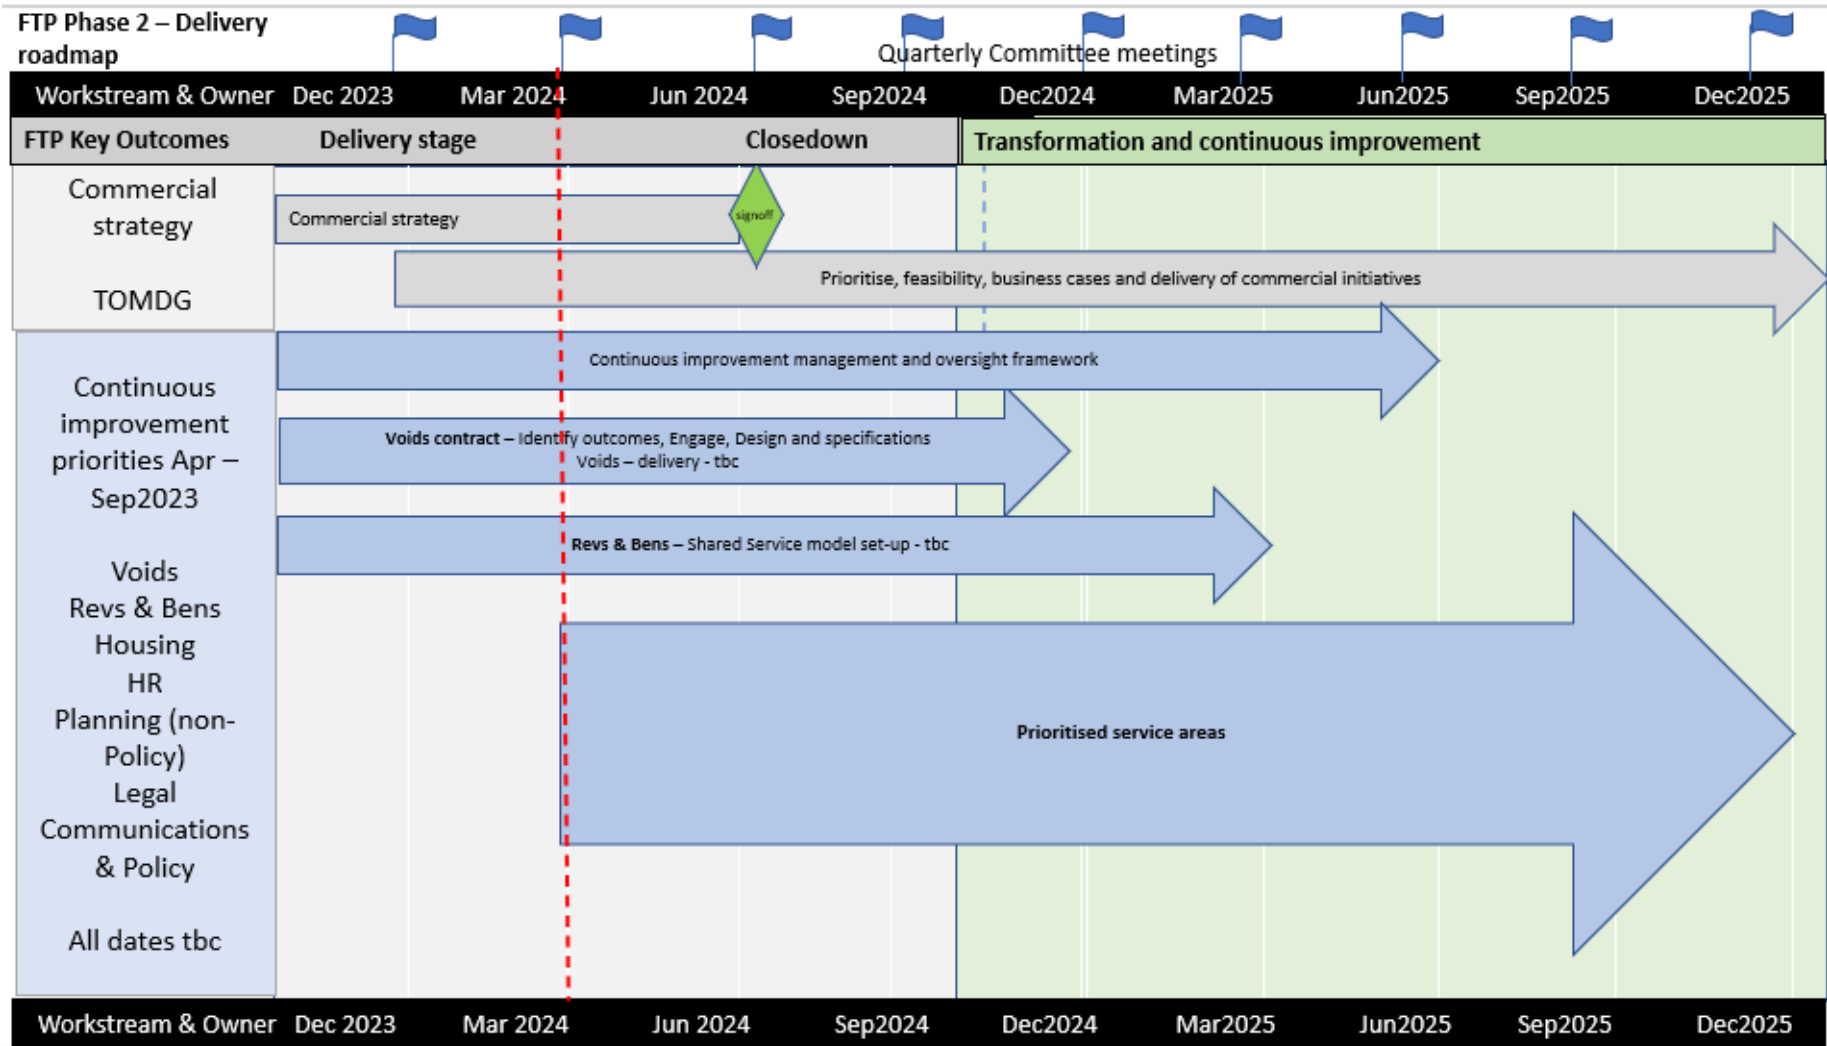 FTP Phase 2 – Delivery
roadmap
Quarterly Committee meetings
Workstream & Owner Dec 2023 Mar 2024 Jun 2024 Sep2024 Dec2024 Mar2025 Jun2025 Sep2025 Dec2025
FTP Key Outcomes Delivery stage Closedown Transformation and continuous improvement
Commercial
strategy
TOMDG
Commercial strategy
signoff
Prioritise, feasibility, business cases and delivery of commercial initiatives
Continuous
improvement
priorities Apr –
Sep2023
Voids
Revs & Bens
Housing
HR
Planning (non-
Policy)
Legal
Communications
& Policy
All dates tbc
Continuous improvement management and oversight framework
Voids contract – Identify outcomes, Engage, Design and specifications
Voids – delivery - tbc
Revs & Bens – Shared Service model set-up - tbc
Prioritised service areas
Workstream & Owner Dec 2023 Mar 2024 Jun 2024 Sep2024 Dec2024 Mar2025 Jun2025 Sep2025 Dec2025